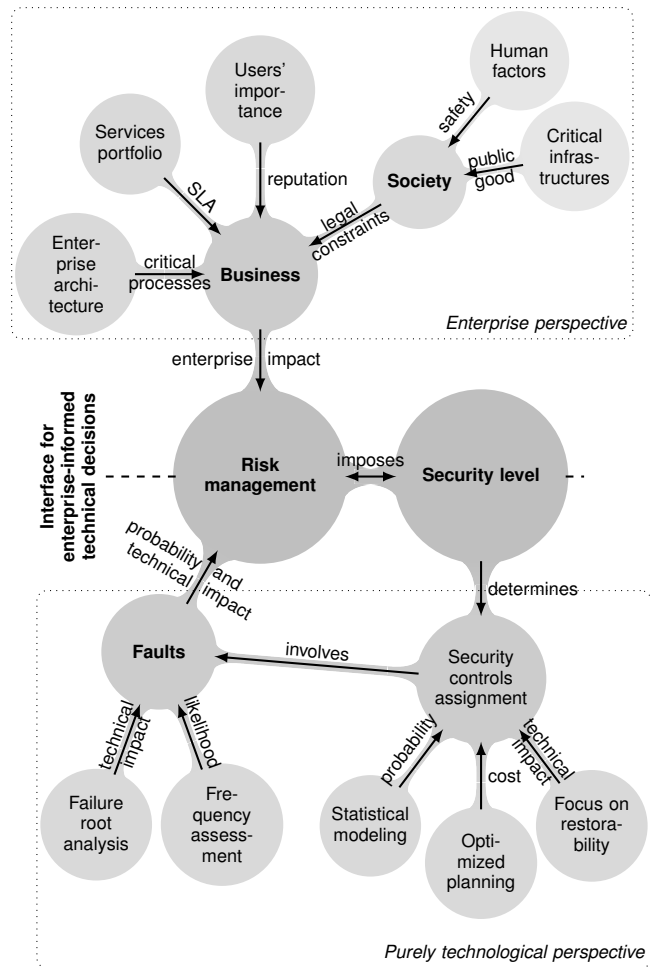 Human
factors
Users'
impor-
tance
Services
portfolio
safety
Critical
infras-
tructures
public
good
Society
SLA
reputation
legal
constraints
Enter-
prise
archi-
tecture
critical
processes
Business
Enterprise perspective
enterprise impact
Interface for
enterprise-informed
technical decisions
Risk
management
imposes
Security level
probability and
technical impact
determines
Faults
involves
Security
controls
assignment
technical
impact
likelihood
probability
cost
technical
impact
Failure
root
analysis
Fre-
quency
assess-
ment
Statistical
modeling
Opti-
mized
planning
Focus on
restora-
bility
Purely technological perspective